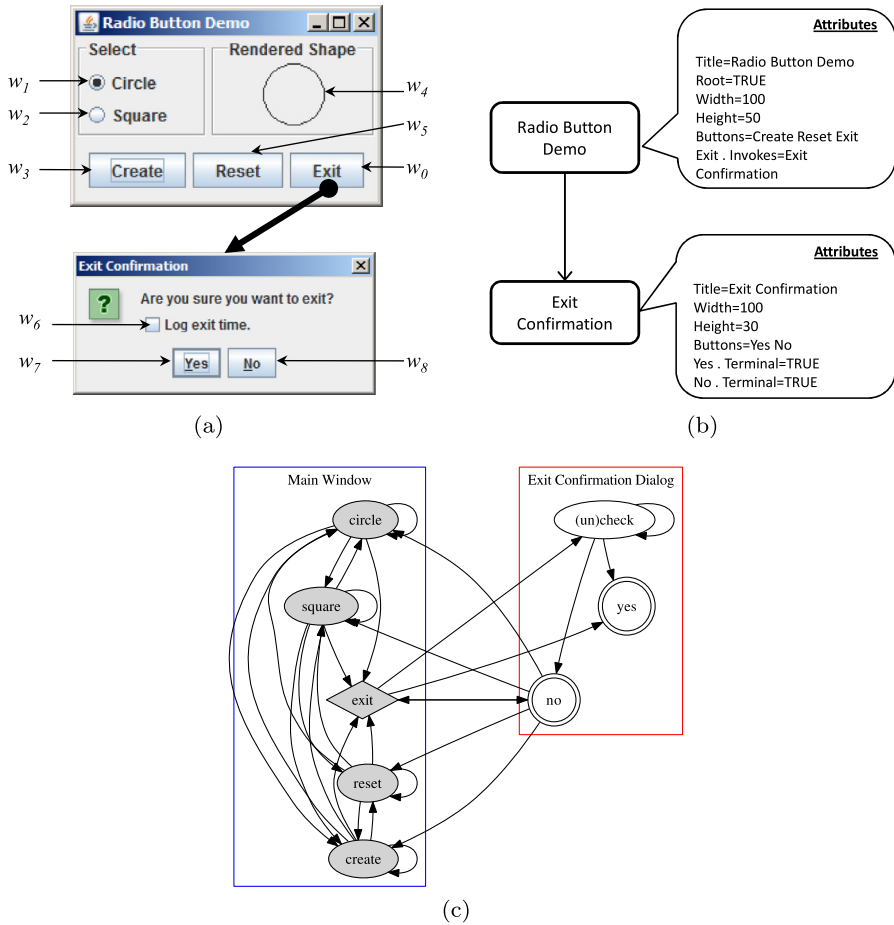 Radio Button Demo
Select
Rendered Shape
w1
Circle
w4
w2
Square
w5
w3
Create
Reset
Exit
w0
Exit Confirmation
?
Are you sure you want to exit?
w6
Log exit time.
w7
Yes
No
w8
(a)
Radio Button
Demo
Attributes
Title=Radio Button Demo
Root=TRUE
Width=100
Height=50
Buttons=Create Reset Exit
Exit . Invokes=Exit
Confirmation
Exit
Confirmation
Attributes
Title=Exit Confirmation
Width=100
Height=30
Buttons=Yes No
Yes . Terminal=TRUE
No . Terminal=TRUE
(b)
Main Window
circle
square
exit
reset
create
Exit Confirmation Dialog
(un)check
yes
no
(c)